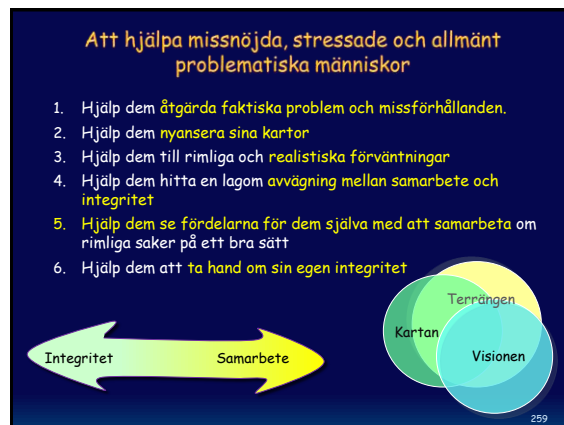 Att hjälpa missnöjda, stressade och allmänt
problematiska människor
1. Hjälp dem åtgärda faktiska problem och missförhållanden.
2. Hjälp dem nyansera sina kartor
3. Hjälp dem till rimliga och realistiska förväntningar
4. Hjälp dem hitta en lagom avvägning mellan samarbete och
integritet
5. Hjälp dem se fördelarna för dem själva med att samarbeta om
rimliga saker på ett bra sätt
6. Hjälp dem att ta hand om sin egen integritet
Terrängen
Kartan
Visionen
Integritet
Samarbete
259